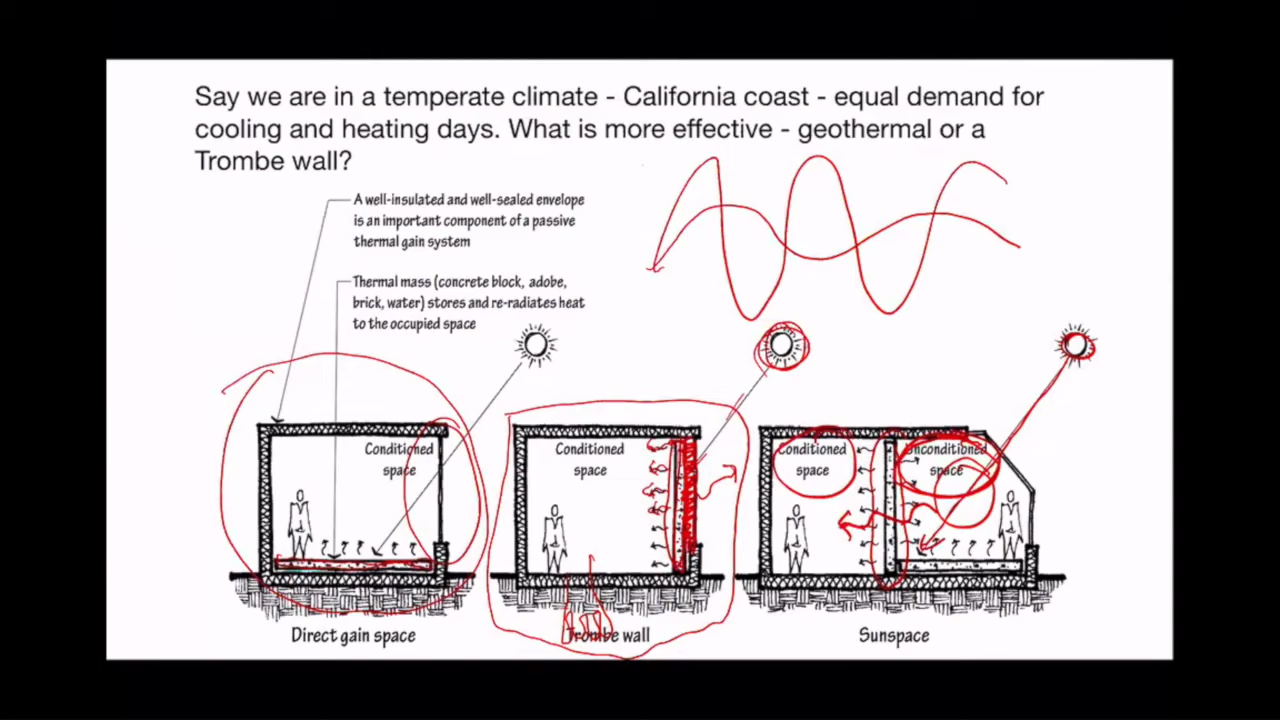 Say we are in a temperate climate - California coast - equal demand for
cooling and heating days. What is more effective - geothermal or a
Trombe wall?
A well-insulated and well-sealed envelope
is an important component of a passive
thermal gain system
Thermal mass (concrete block, adobe,
brick, water) stores and re-radiates heat
to the occupied space
Conditioned
space
Conditioned
space
Conditioned
space
Unconditioned
space
Direct gain space
Trombe wall
Sunspace